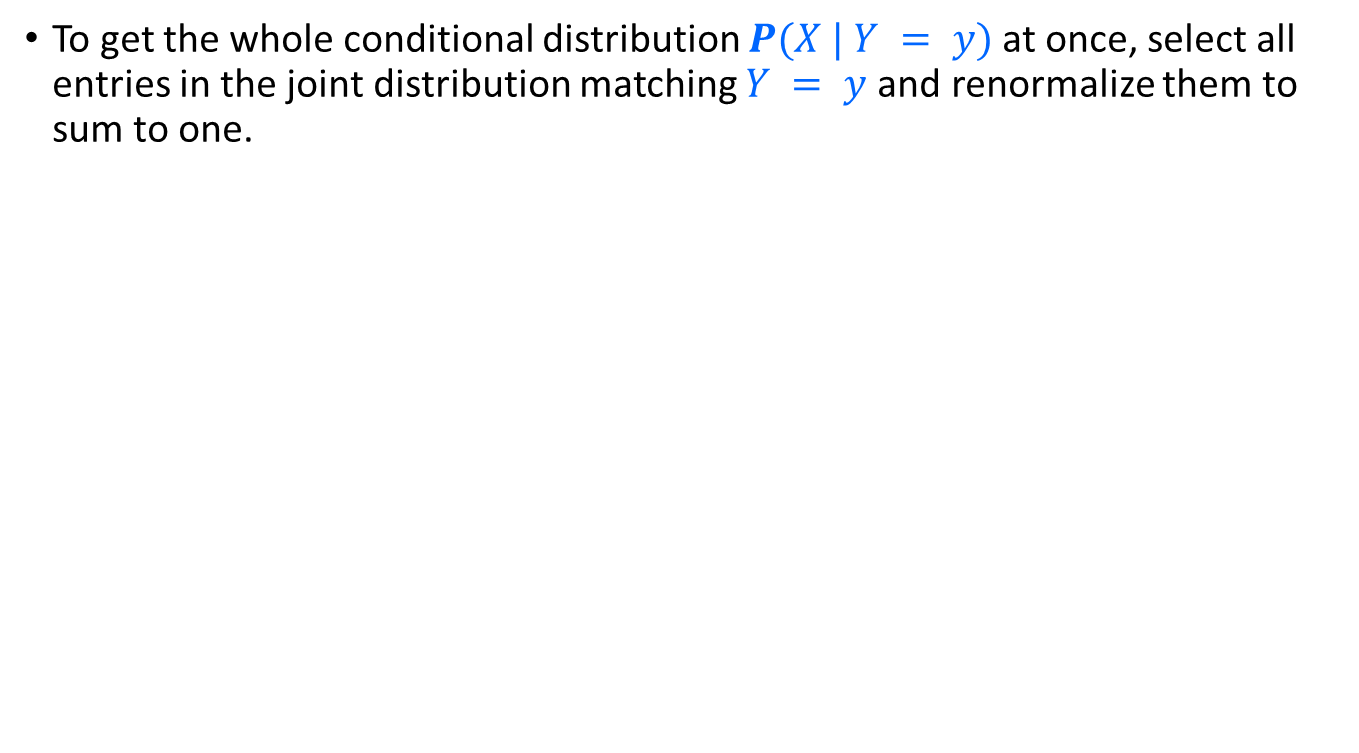 • To get the whole conditional distribution P(X | Y = y) at once, select all
entries in the joint distribution matching Y = y and renormalize them to
sum to one.